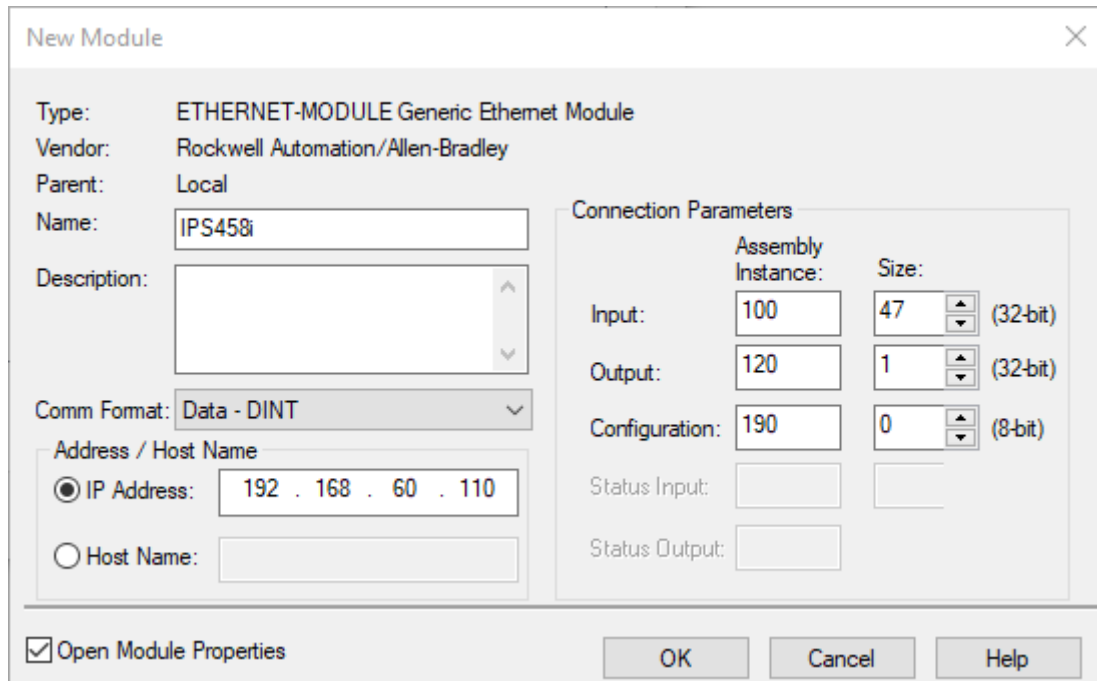 New Module
Type: ETHERNET-MODULE Generic Ethernet Module
Vendor: Rockwell Automation/Allen-Bradley
Parent: Local
Name: IPS458i
Description:
Comm Format: Data - DINT
Address / Host Name
IP Address: 192 . 168 . 60 . 110
Host Name:
Connection Parameters
Assembly
Instance: Size:
Input: 100 47 (32-bit)
Output: 120 1 (32-bit)
Configuration: 190 0 (8-bit)
Status Input:
Status Output:
Open Module Properties
OK Cancel Help